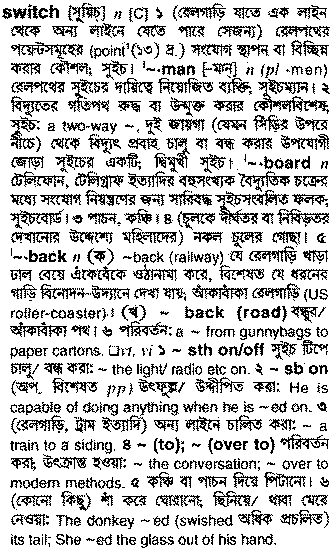 switch [সুয়িচ্] n [C] ১ (রেলগাড়ি যাতে এক লাইন
থেকে অন্য লাইনে যেতে পারে সেজন্য) রেলপথের
পয়েন্টসমূহের (point¹(১৩) দ্র.) সংযোগ স্থাপন বা বিচ্ছিন্ন
করার কৌশল; সুইচ। '~·man [–মান্] n (pl -men)
রেলপথের সুইচের দায়িত্বে নিয়োজিত ব্যক্তি; সুইচম্যান। ২
বিদ্যুতের গতিপথ রুদ্ধ বা উন্মুক্ত করার কৌশলবিশেষ;
সুইচ: a two-way ~, দুই জায়গা (যেমন সিঁড়ির উপরে
নীচে) থেকে বিদ্যুৎ প্রবাহ চালু বা বন্ধ করার উপযোগী
জোড়া সুইচের একটি; দ্বিমুখী সুইচ। '~·board n
টেলিফোন, টেলিগ্রাফ ইত্যাদির বহুসংখ্যক বৈদ্যুতিক চক্রের
মধ্যে সংযোগ নিয়ন্ত্রণের জন্য সারিবদ্ধ সুইচসংবলিত ফলক;
সুইচবোর্ড। ৩ পাচন, কঞ্চি। ৪ (চুলকে দীর্ঘতর বা নিবিড়তর
দেখানোর উদ্দেশ্যে মহিলাদের) নকল চুলের গোছা। ৫
'~·back n (ক) ~back (railway) যে রেলগাড়ি খাড়া
ঢাল বেয়ে এঁকেবেঁকে ওঠানামা করে, বিশেষত যে ধরনের
গাড়ি বিনোদন-উদ্যানে দেখা যায়; আঁকাবাঁকা রেলগাড়ি (US
roller-coaster)। (খ) ~ back (road) বন্ধুর/
আঁকাবাঁকা পথ। ৬ পরিবর্তন: a ~ from gunnybags to
paper cartons. □vt, vi ১ ~ sth on/off সুইচ টিপে
চালু/ বন্ধ করা: ~ the light/ radio etc on. ২ ~ sb on
(অপ. বিশেষত pp) উৎফুল্ল/ উদ্দীপিত করা: He is
capable of doing anything when he is ~ed on. ৩
(রেলগাড়ি, ট্রাম ইত্যাদি) অন্য লাইনে চালিত করা: ~ a
train to a siding. ৪ ~ (to); ~ (over to) পরিবর্তন
করা; উৎক্রান্ত হওয়া: ~ the conversation; ~ over to
modern methods. ৫ কঞ্চি বা পাচন দিয়ে পিটানো। ৬
(কোনো কিছু) শাঁ করে ঘোরানো; ছিনিয়ে/ থাবা মেরে
নেওয়া: The donkey ~ed (swished অধিক প্রচলিত)
its tail; She ~ed the glass out of his hand.